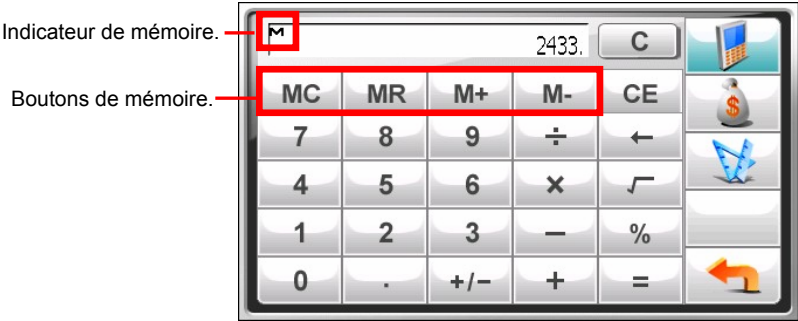 Indicateur de mémoire.
M
2433.
C
Boutons de mémoire.
MC MR M+ M- CE
7 8 9 ÷ ←
4 5 6 × √
1 2 3 − %
0 . +/− + =
$